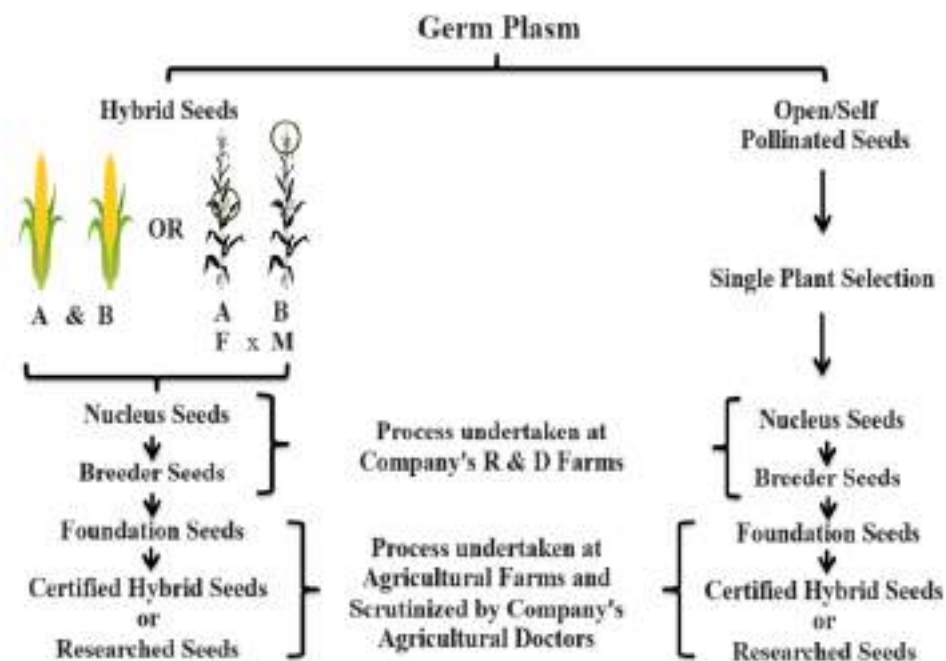 Germ Plasm
Hybrid Seeds
OR
A & B
A B
F x M
Nucleus Seeds
Breeder Seeds
Foundation Seeds
Certified Hybrid Seeds
or
Researched Seeds
Process undertaken at
Company's R & D Farms
Process undertaken at
Agricultural Farms and
Scrutinized by Company's
Agricultural Doctors
Open/Self
Pollinated Seeds
Single Plant Selection
Nucleus Seeds
Breeder Seeds
Foundation Seeds
Certified Hybrid Seeds
or
Researched Seeds